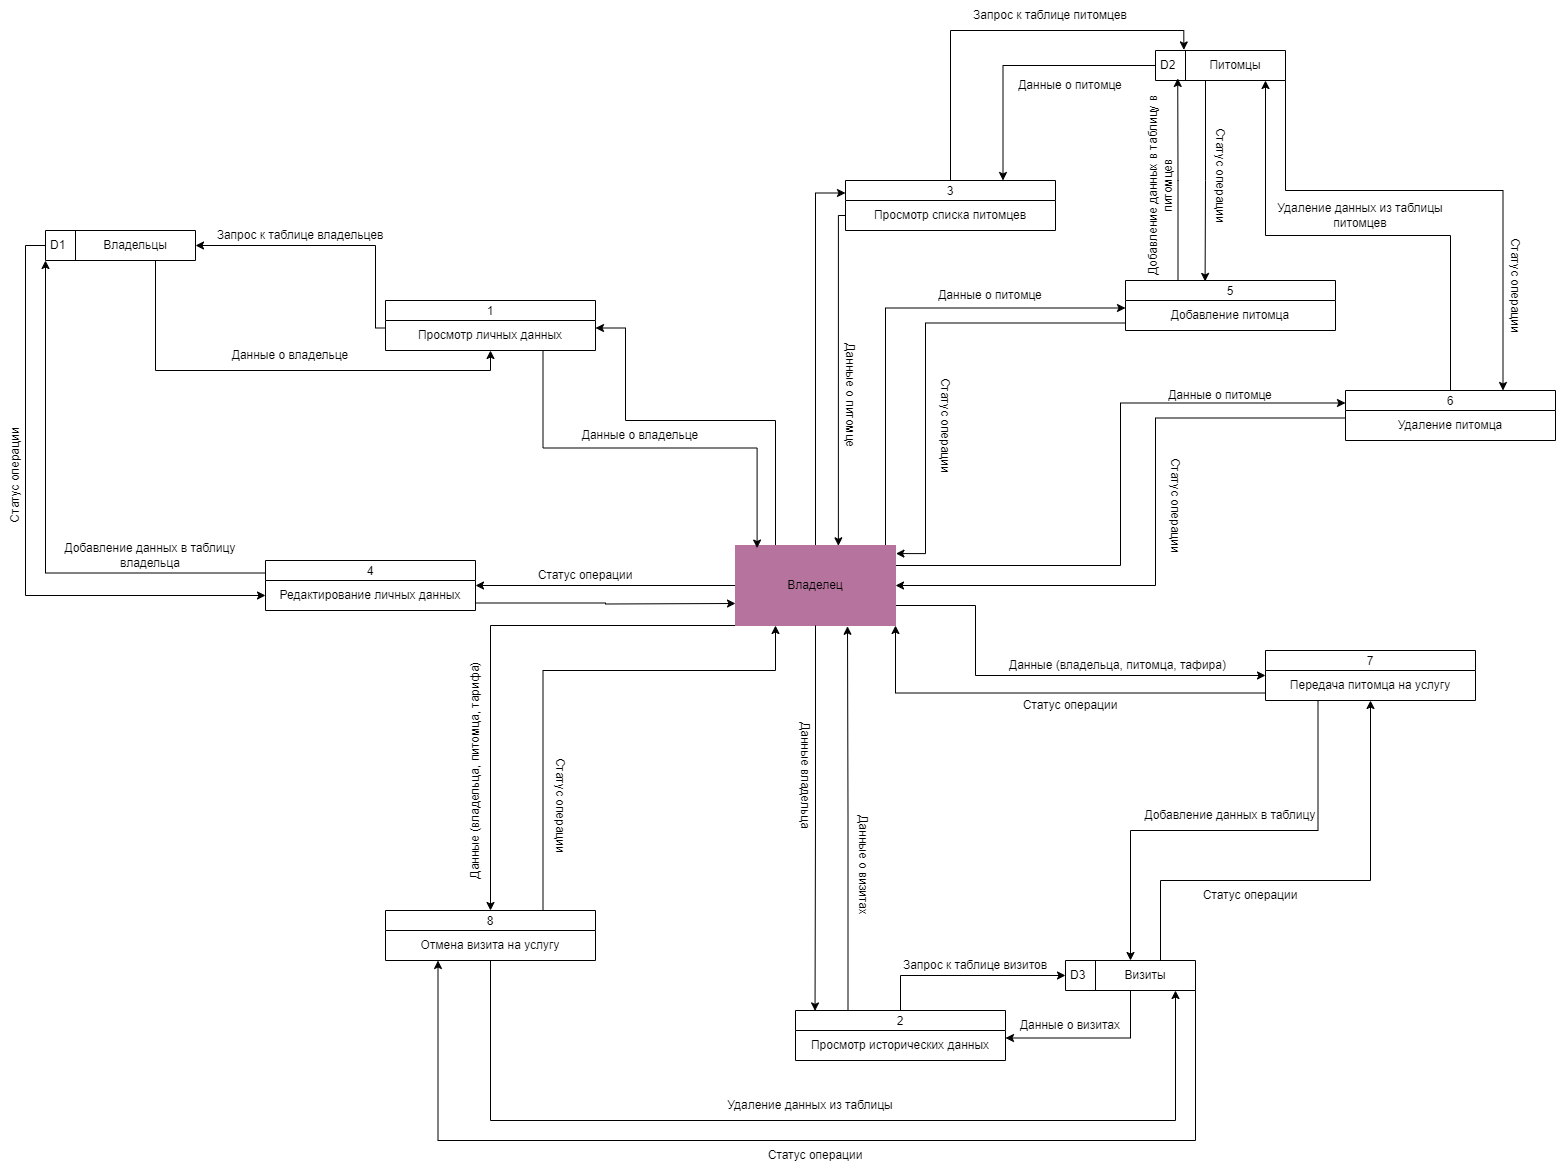 Запрос к таблице питомцев
D2
Питомцы
Данные о питомце
Добавление данных в таблицу в
питомцев
Статус операции
3
Просмотр списка питомцев
Удаление данных из таблицы
питомцев
Статус операции
D1
Владельцы
Запрос к таблице владельцев
1
Просмотр личных данных
Данные о владельце
5
Добавление питомца
Данные о питомце
Данные о питомце
Статус операции
Данные о питомце
6
Удаление питомца
Данные о владельце
Статус операции
Статус операции
Добавление данных в таблицу
владельца
4
Редактирование личных данных
Статус операции
Владелец
Данные (владельца, питомца, тафира)
7
Передача питомца на услугу
Статус операции
Данные (владельца, питомца, тарифа)
Статус операции
Данные владельца
Данные о визитах
Добавление данных в таблицу
Статус операции
8
Отмена визита на услугу
Запрос к таблице визитов
D3
Визиты
2
Просмотр исторических данных
Данные о визитах
Удаление данных из таблицы
Статус операции